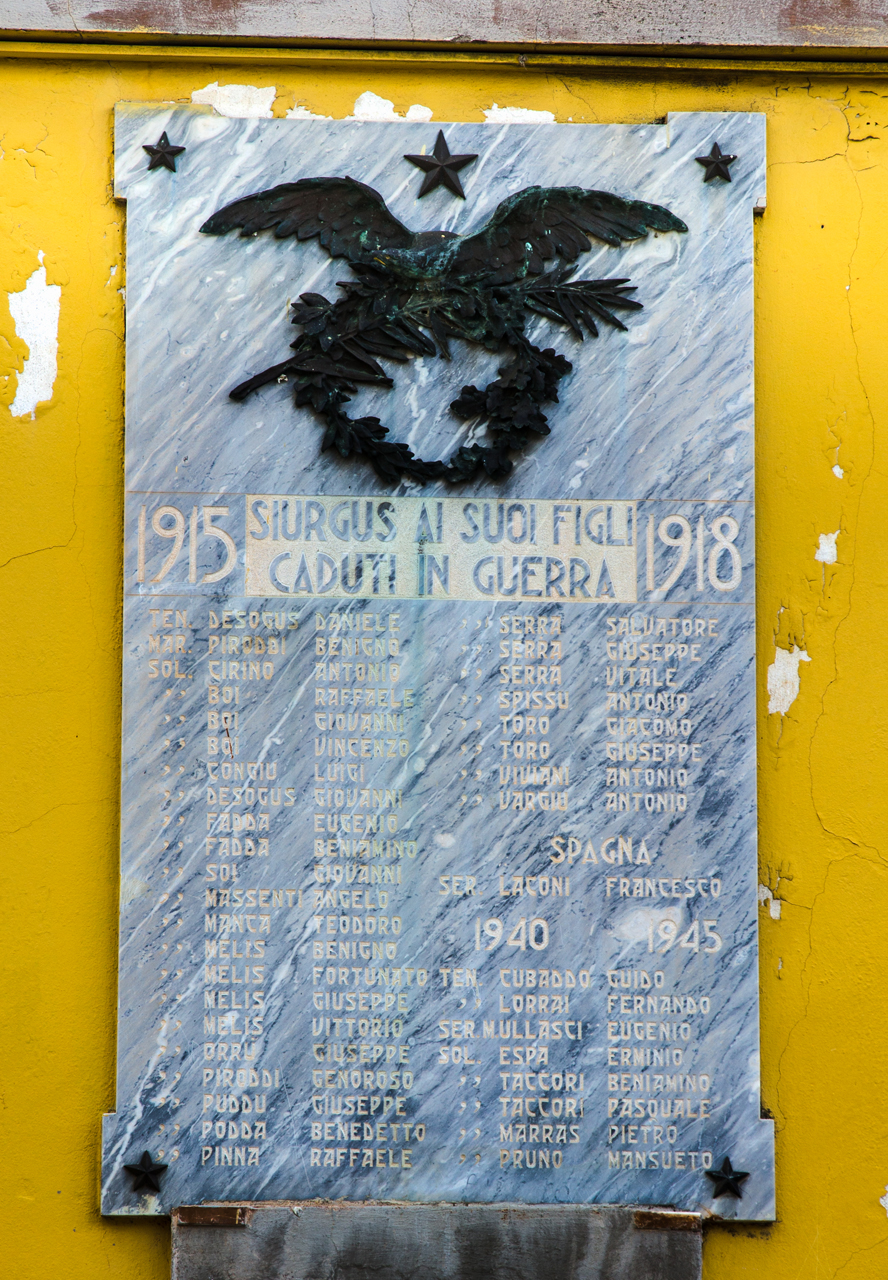 1915 SIURGUS AI SUOI FIGLI 1918
CADUTI IN GUERRA
TEN. DESOGUS DANIELE
MAR. PIRODDI BENIGNO
SOL. CIRINO ANTONIO
,, BOI RAFFAELE
,, BOI GIOVANNI
,, BOI VINCENZO
,, CONGIU LUIGI
,, DESOGUS GIOVANNI
,, FADDA EUGENIO
,, FADDA BENIAMINO
,, SOI GIOVANNI
,, MASSENTI ANGELO
,, MANCA TEODORO
,, MELIS BENIGNO
,, MELIS FORTUNATO
,, MELIS GIUSEPPE
,, MELIS VITTORIO
,, ORRU GIUSEPPE
,, PIRODDI GENOROSO
,, PUDDU GIUSEPPE
,, PODDA BENEDETTO
,, PINNA RAFFAELE
,, SERRA SALVATORE
,, SERRA GIUSEPPE
,, SERRA VITALE
,, SPISSU ANTONIO
,, TORO GIACOMO
,, TORO GIUSEPPE
,, VIVIANI ANTONIO
,, VARGIU ANTONIO
SPAGNA
SER. LACONI FRANCESCO
1940 1945
TEN. CUBADDO GUIDO
,, LORRAI FERNANDO
SER. MULLASCI EUGENIO
SOL. ESPA ERMINIO
,, TACCORI BENIAMINO
,, TACCORI PASQUALE
,, MARRAS PIETRO
,, PRUNO MANSUETO